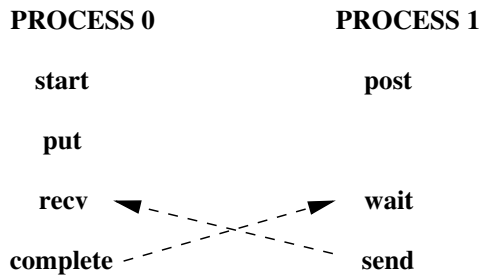 PROCESS 0 PROCESS 1
start post
put
recv wait
complete send